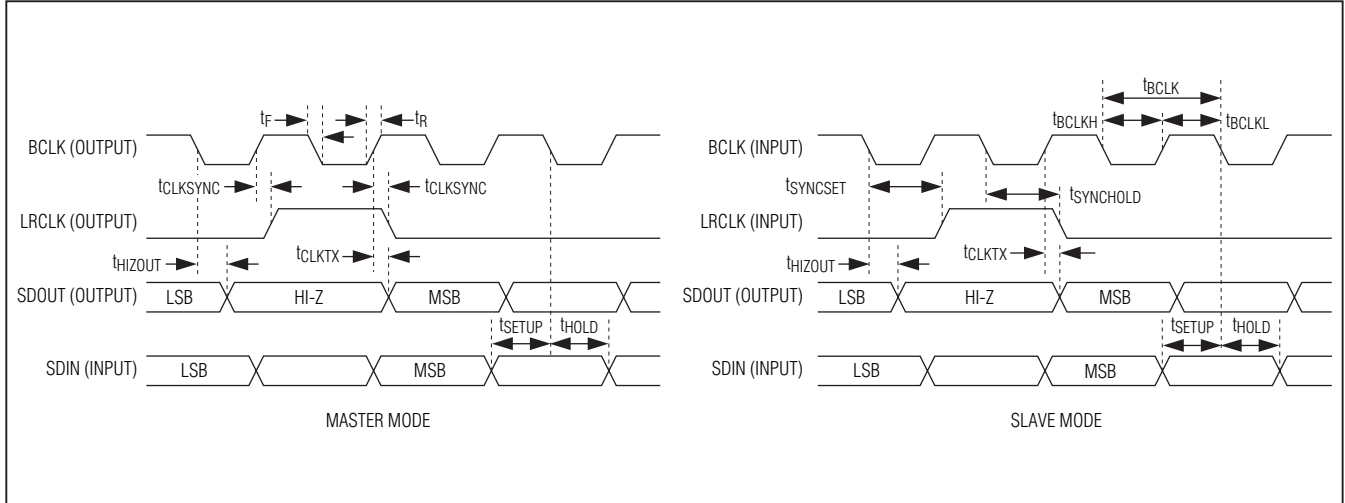 tF
tR
BCLK (OUTPUT)
tCLKSYNC
tCLKSYNC
LRCLK (OUTPUT)
tHIZOUT
tCLKTX
SDOUT (OUTPUT)
LSB
HI-Z
MSB
tSETUP
tHOLD
SDIN (INPUT)
LSB
MSB
MASTER MODE
tBCLK
tBCLKH
tBCLKL
BCLK (INPUT)
tSYNCSET
tSYNCHOLD
LRCLK (INPUT)
tHIZOUT
tCLKTX
SDOUT (OUTPUT)
LSB
HI-Z
MSB
tSETUP
tHOLD
SDIN (INPUT)
LSB
MSB
SLAVE MODE